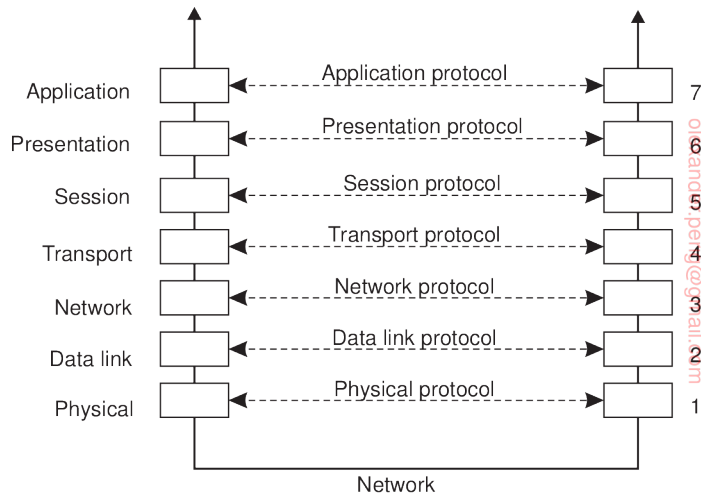 Application Application protocol 7
Presentation Presentation protocol 6
Session Session protocol 5
Transport Transport protocol 4
Network Network protocol 3
Data link Data link protocol 2
Physical Physical protocol 1
Network